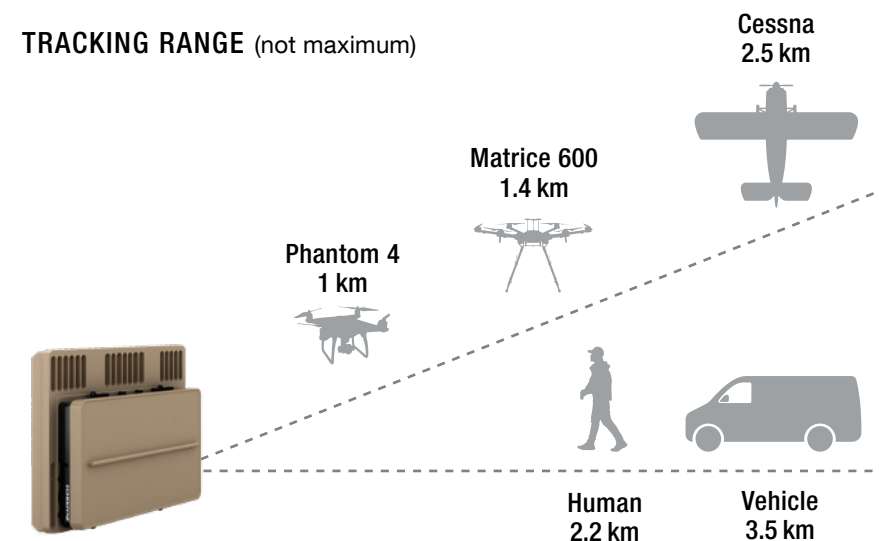 TRACKING RANGE (not maximum)
Cessna
2.5 km
Matrice 600
1.4 km
Phantom 4
1 km
Human
2.2 km
Vehicle
3.5 km